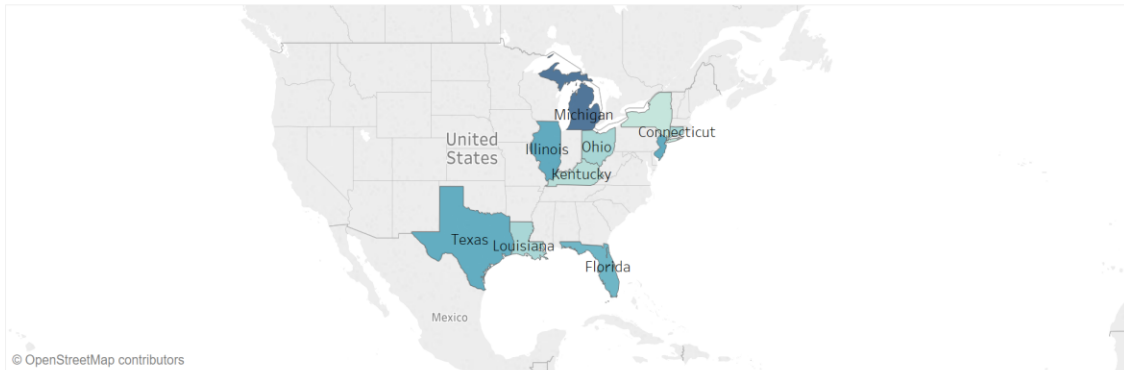 Michigan
Connecticut
United
States
Illinois
Ohio
Kentucky
Texas
Louisiana
Florida
Mexico
© OpenStreetMap contributors